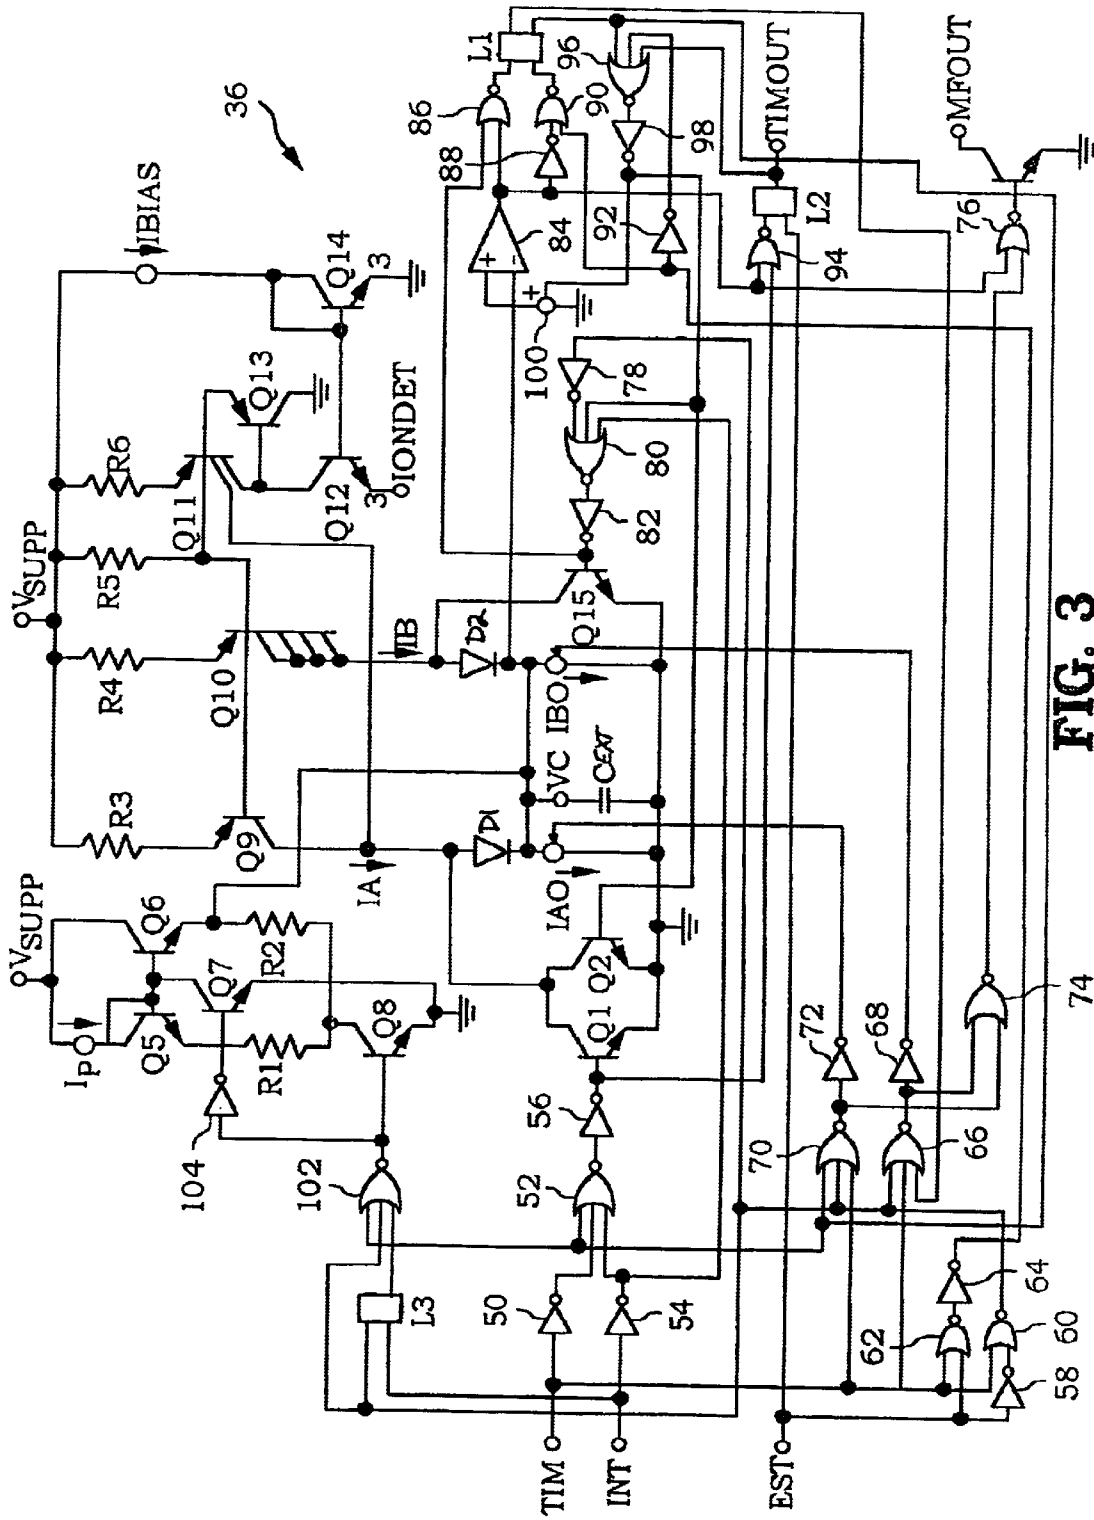 36
VSUPP
VSUPP
IBIAS
IP
Q5
Q6
Q7
R1
R2
Q8
104
102
R3
R4
R5
R6
Q9
Q10
Q11
Q12
Q13
Q14
3
3
IONDET
IA
IB
D1
D2
IAO
VC
IBO
CEXT
Q1
Q2
Q15
100
+
+
-
84
86
88
90
92
94
96
98
L1
L2
L3
TIMOUT
MFOUT
76
78
80
82
50
52
54
56
58
60
62
64
66
68
70
72
74
TIM
INT
EST
FIG. 3